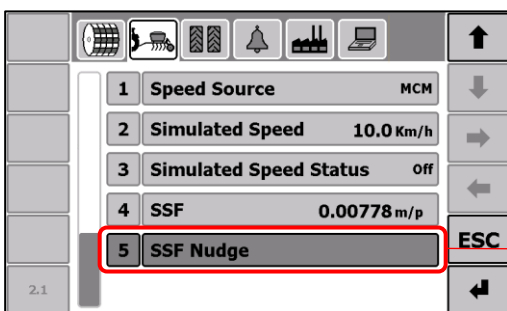 1 Speed Source MCM
2 Simulated Speed 10.0 Km/h
3 Simulated Speed Status Off
4 SSF 0.00778 m/p
5 SSF Nudge
ESC
2.1